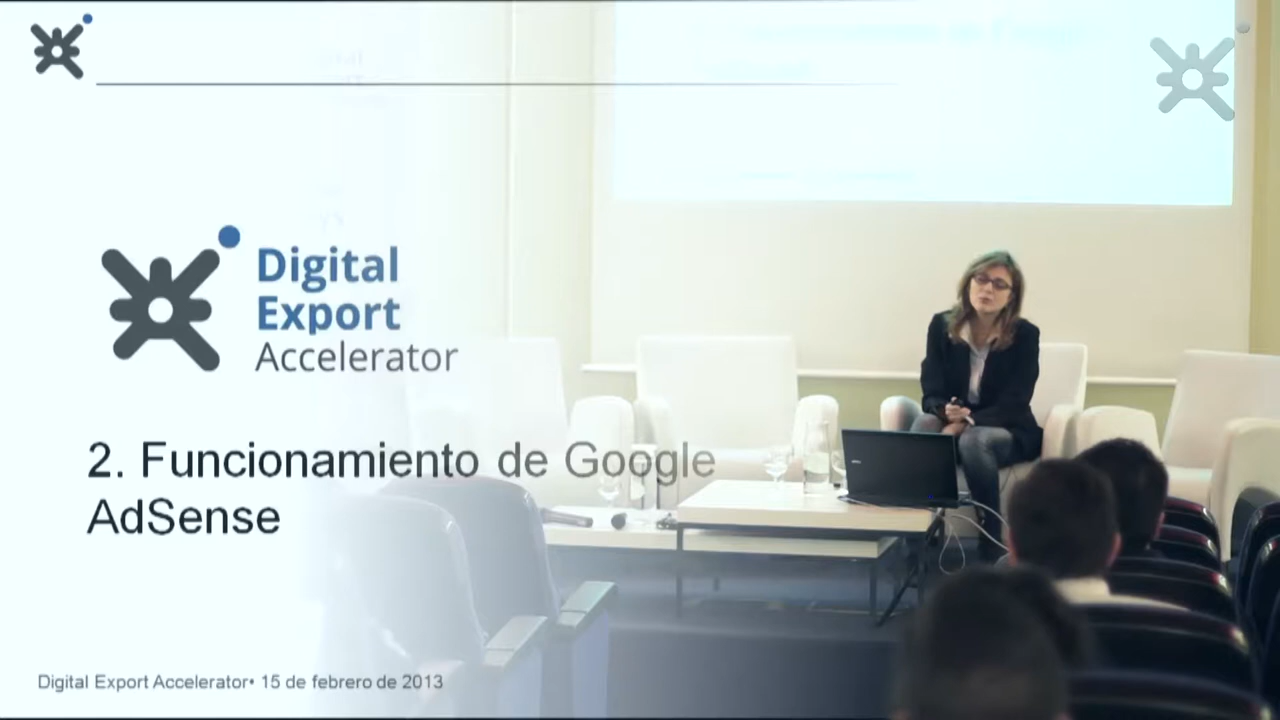 Digital
Export
Accelerator
2. Funcionamiento de Google
AdSense
Digital Export Accelerator• 15 de febrero de 2013